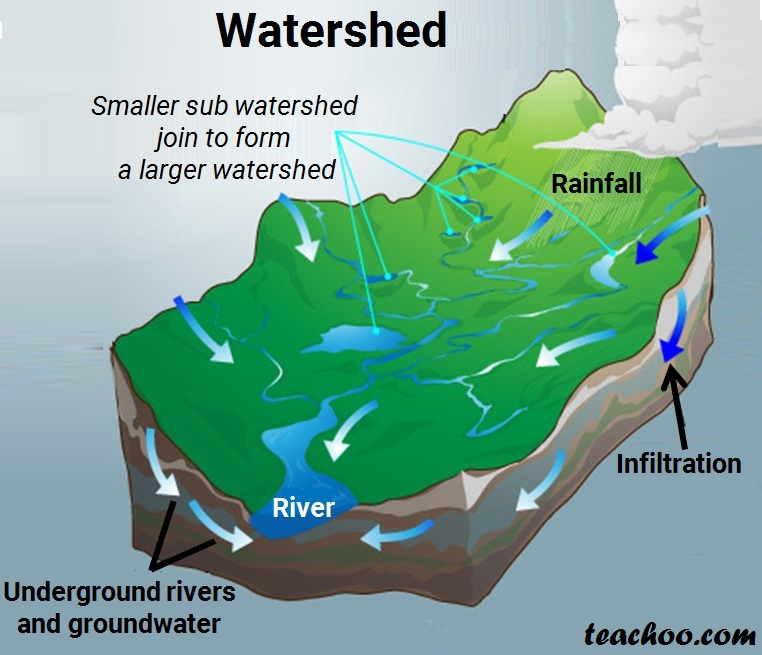 Watershed
Smaller sub watershed
join to form
a larger watershed
Rainfall
Infiltration
River
Underground rivers
and groundwater
teachoo.com